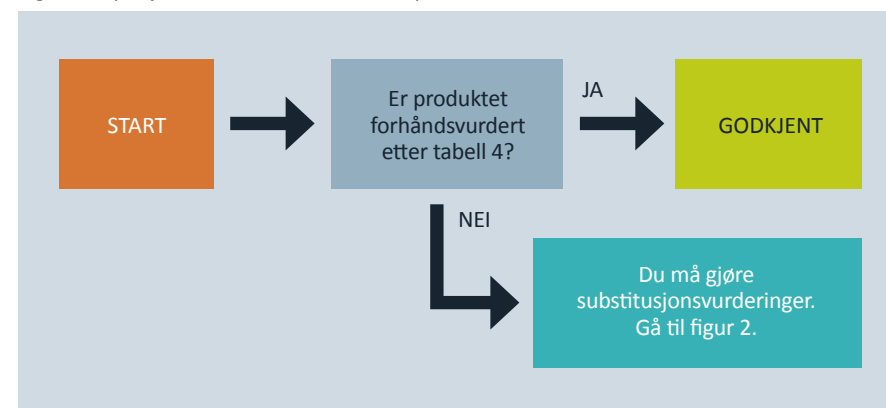 START
Er produktet
forhåndsvurdert
etter tabell 4?
JA
GODKJENT
NEI
Du må gjøre
substitusjonsvurderinger.
Gå til figur 2.